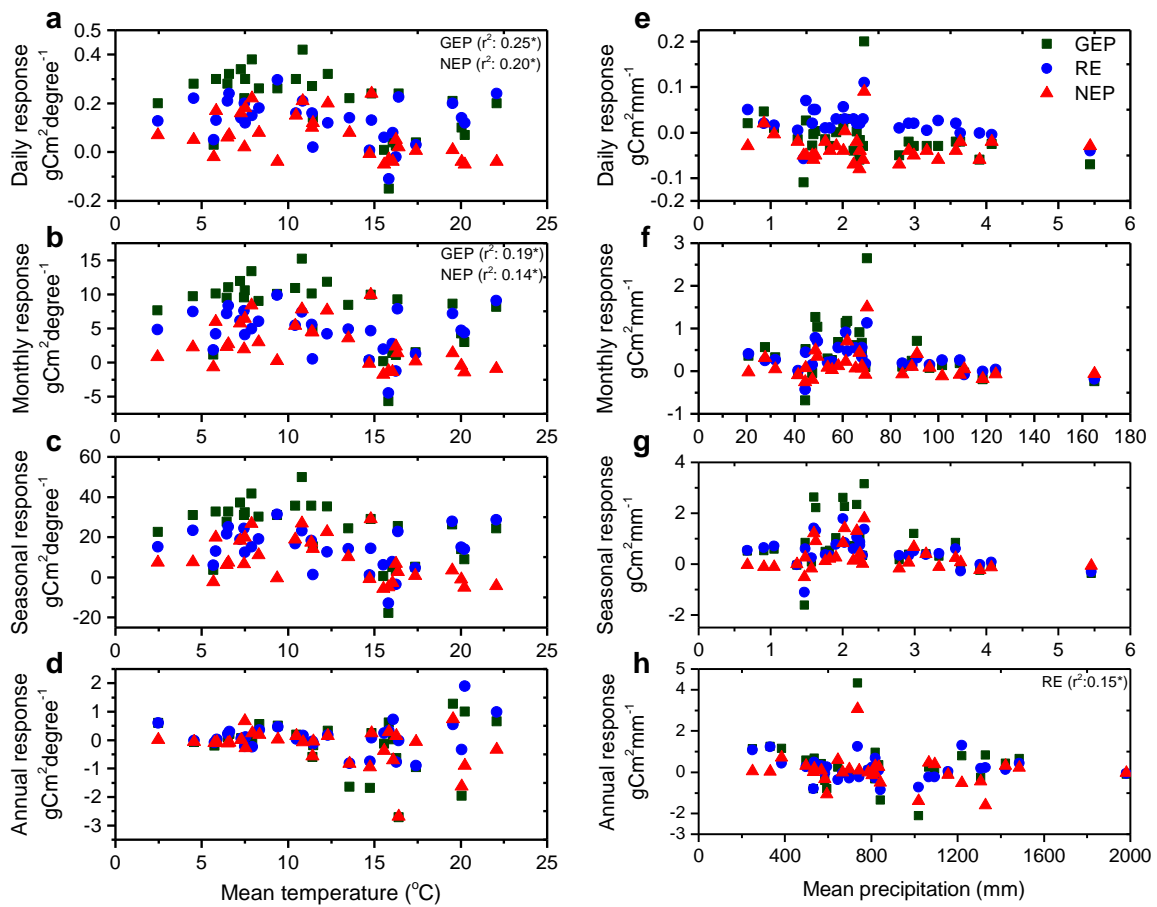 a
GEP (r²: 0.25*)
NEP (r²: 0.20*)
Daily response
gCm²degree⁻¹
0.5
0.4
0.2
0.0
-0.2
0 5 10 15 20 25
b
GEP (r²: 0.19*)
NEP (r²: 0.14*)
Monthly response
gCm²degree⁻¹
15
10
5
0
-5
0 5 10 15 20 25
c
Seasonal response
gCm²degree⁻¹
60
40
20
0
-20
0 5 10 15 20 25
d
Annual response
gCm²degree⁻¹
2
1
0
-1
-2
-3
0 5 10 15 20 25
Mean temperature (°C)
e
GEP
RE
NEP
Daily response
gCm²mm⁻¹
0.2
0.1
0.0
-0.1
-0.2
0 1 2 3 4 5 6
f
Monthly response
gCm²mm⁻¹
3
2
1
0
-1
0 20 40 60 80 100 120 140 160 180
g
Seasonal response
gCm²mm⁻¹
4
2
0
-2
0 1 2 3 4 5 6
h
RE (r²:0.15*)
Annual response
gCm²mm⁻¹
5
4
2
0
-2
-3
0 400 800 1200 1600 2000
Mean precipitation (mm)